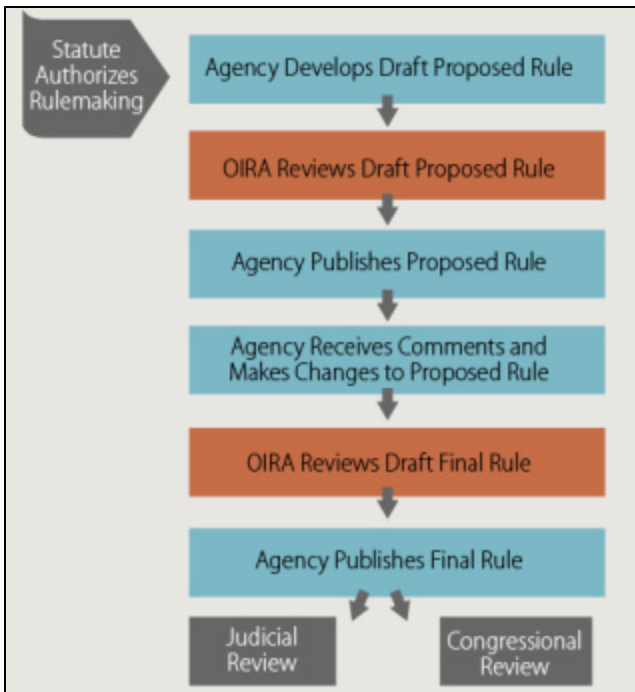 Statute
Authorizes
Rulemaking
Agency Develops Draft Proposed Rule
OIRA Reviews Draft Proposed Rule
Agency Publishes Proposed Rule
Agency Receives Comments and
Makes Changes to Proposed Rule
OIRA Reviews Draft Final Rule
Agency Publishes Final Rule
Judicial
Review
Congressional
Review